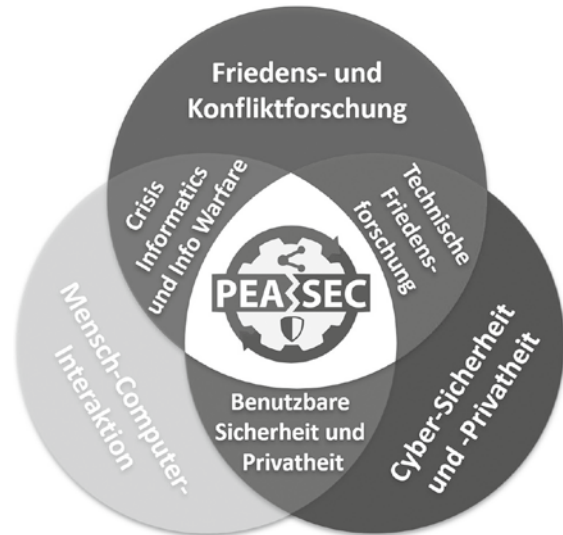 Friedens- und
Konfliktforschung
Crisis
Informatics
und Info Warfare
Technische
Friedens-
forschung
PEASEC
Mensch-Computer-
Interaktion
Benutzbare
Sicherheit und
Privatheit
Cyber-Sicherheit
und -Privatheit